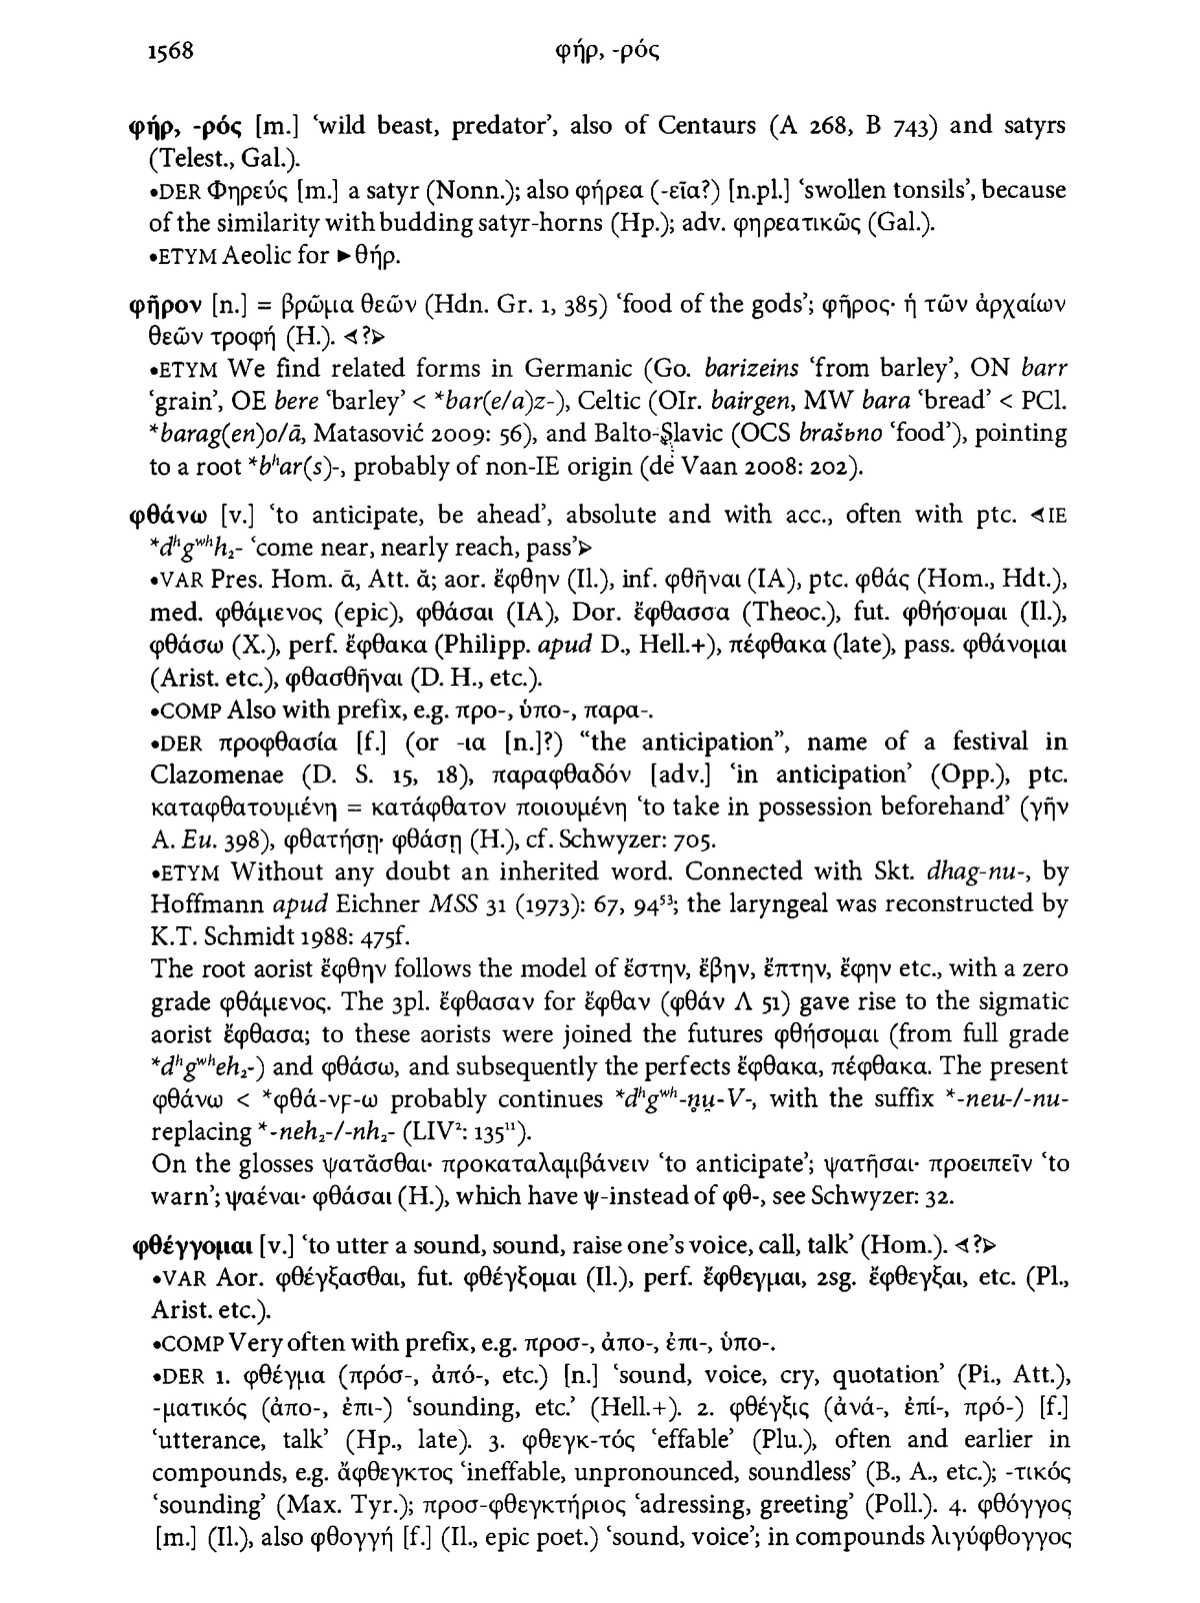 1568 φήρ, -ρός
φήρ, -ρός [m.] ‘wild beast, predator’, also of Centaurs (A 268, B 743) and satyrs
(Telest., Gal.).
•DER Φηρεύς [m.] a satyr (Nonn.); also φήρεα (-εῖα?) [n.pl.] ‘swollen tonsils’, because
of the similarity with budding satyr-horns (Hp.); adv. φηρεατικῶς (Gal.).
•ETYM Aeolic for ►θήρ.
φῆρον [n.] = βρῶμα θεῶν (Hdn. Gr. 1, 385) ‘food of the gods’; φῆρος· ἡ τῶν ἀρχαίων
θεῶν τροφή (H.). ⊲?⊳
•ETYM We find related forms in Germanic (Go. barizeins ‘from barley’, ON barr
‘grain’, OE bere ‘barley’ < *bar(e/a)z-), Celtic (OIr. bairgen, MW bara ‘bread’ < PCl.
*barag(en)o/ā, Matasović 2009: 56), and Balto-Slavic (OCS brašьno ‘food’), pointing
to a root *bʰar(s)-, probably of non-IE origin (de Vaan 2008: 202).
φθάνω [v.] ‘to anticipate, be ahead’, absolute and with acc., often with ptc. ⊲IE
*dʰgʷʰh₂- ‘come near, nearly reach, pass’⊳
•VAR Pres. Hom. ā, Att. ᾰ; aor. ἔφθην (Il.), inf. φθῆναι (IA), ptc. φθάς (Hom., Hdt.),
med. φθάμενος (epic), φθάσαι (IA), Dor. ἔφθασσα (Theoc.), fut. φθήσομαι (Il.),
φθάσω (X.), perf. ἔφθακα (Philipp. apud D., Hell.+), πέφθακα (late), pass. φθάνομαι
(Arist. etc.), φθασθῆναι (D. H., etc.).
•COMP Also with prefix, e.g. προ-, ὑπο-, παρα-.
•DER προφθασία [f.] (or -ια [n.]?) “the anticipation”, name of a festival in
Clazomenae (D. S. 15, 18), παραφθαδόν [adv.] ‘in anticipation’ (Opp.), ptc.
καταφθατουμένη = κατάφθατον ποιουμένη ‘to take in possession beforehand’ (γῆν
A. Eu. 398), φθατήσῃ· φθάσῃ (H.), cf. Schwyzer: 705.
•ETYM Without any doubt an inherited word. Connected with Skt. dhag-nu-, by
Hoffmann apud Eichner MSS 31 (1973): 67, 94⁵³; the laryngeal was reconstructed by
K.T. Schmidt 1988: 475f.
The root aorist ἔφθην follows the model of ἔστην, ἔβην, ἔπτην, ἔφην etc., with a zero
grade φθάμενος. The 3pl. ἔφθασαν for ἔφθαν (φθάν Λ 51) gave rise to the sigmatic
aorist ἔφθασα; to these aorists were joined the futures φθήσομαι (from full grade
*dʰgʷʰeh₂-) and φθάσω, and subsequently the perfects ἔφθακα, πέφθακα. The present
φθάνω < *φθά-νϝ-ω probably continues *dʰgʷʰ-n̥u̯-V-, with the suffix *-neu-/-nu-
replacing *-neh₂-/-nh₂- (LIV²: 135¹¹).
On the glosses ψατᾶσθαι· προκαταλαμβάνειν ‘to anticipate’; ψατῆσαι· προειπεῖν ‘to
warn’; ψαέναι· φθάσαι (H.), which have ψ-instead of φθ-, see Schwyzer: 32.
φθέγγομαι [v.] ‘to utter a sound, sound, raise one’s voice, call, talk’ (Hom.). ⊲?⊳
•VAR Aor. φθέγξασθαι, fut. φθέγξομαι (Il.), perf. ἔφθεγμαι, 2sg. ἔφθεγξαι, etc. (Pl.,
Arist. etc.).
•COMP Very often with prefix, e.g. προσ-, ἀπο-, ἐπι-, ὑπο-.
•DER 1. φθέγμα (πρόσ-, ἀπό-, etc.) [n.] ‘sound, voice, cry, quotation’ (Pi., Att.),
-ματικός (ἀπο-, ἐπι-) ‘sounding, etc.’ (Hell.+). 2. φθέγξις (ἀνά-, ἐπί-, πρό-) [f.]
‘utterance, talk’ (Hp., late). 3. φθεγκ-τός ‘effable’ (Plu.), often and earlier in
compounds, e.g. ἄφθεγκτος ‘ineffable, unpronounced, soundless’ (B., A., etc.); -τικός
‘sounding’ (Max. Tyr.); προσ-φθεγκτήριος ‘adressing, greeting’ (Poll.). 4. φθόγγος
[m.] (Il.), also φθογγή [f.] (Il., epic poet.) ‘sound, voice’; in compounds λιγύφθογγος